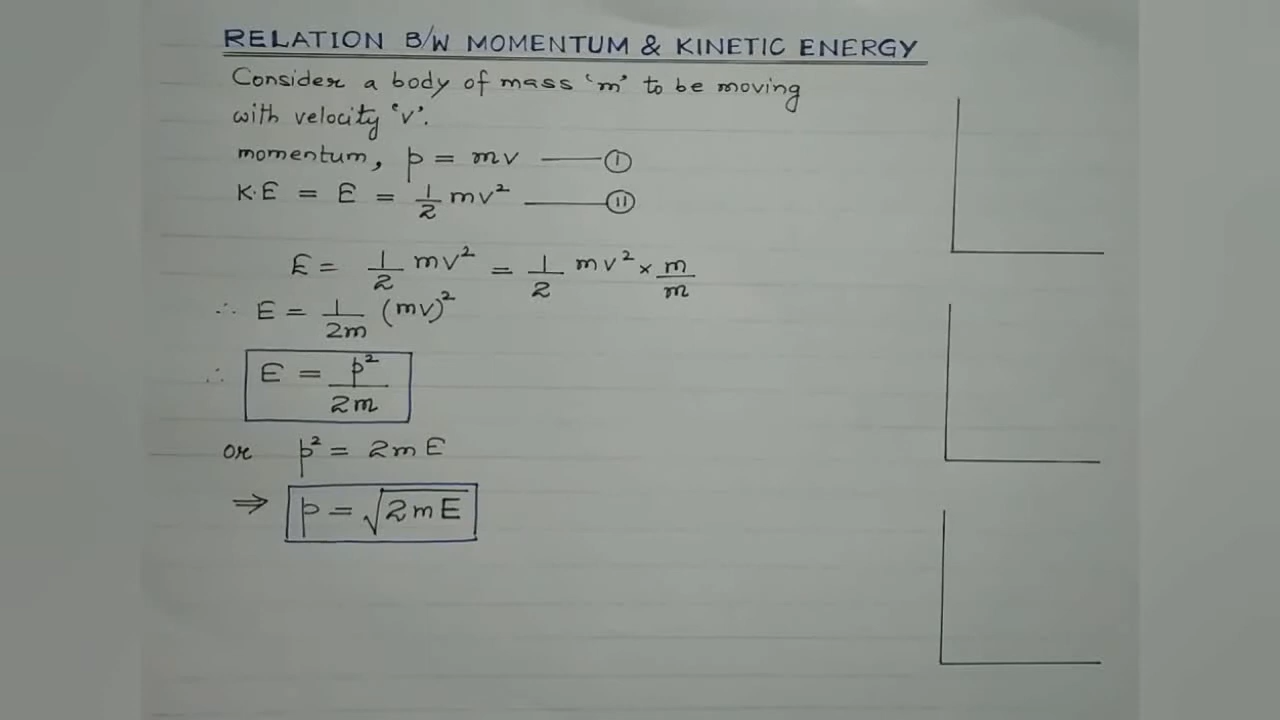 RELATION B/W MOMENTUM & KINETIC ENERGY
Consider a body of mass 'm' to be moving
with velocity 'v'.
momentum, p = mv —— (I)
K.E = E = 1/2 mv² —— (II)
E = 1/2 mv² = 1/2 mv² × m/m
∴ E = 1/2m (mv)²
∴ E = p²/2m
or p² = 2mE
⇒ p = √2mE